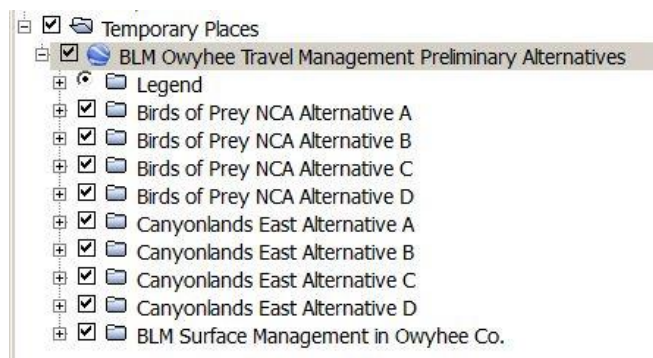 Temporary Places
BLM Owyhee Travel Management Preliminary Alternatives
Legend
Birds of Prey NCA Alternative A
Birds of Prey NCA Alternative B
Birds of Prey NCA Alternative C
Birds of Prey NCA Alternative D
Canyonlands East Alternative A
Canyonlands East Alternative B
Canyonlands East Alternative C
Canyonlands East Alternative D
BLM Surface Management in Owyhee Co.